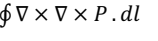 ∮ ∇ × ∇ × P . dl